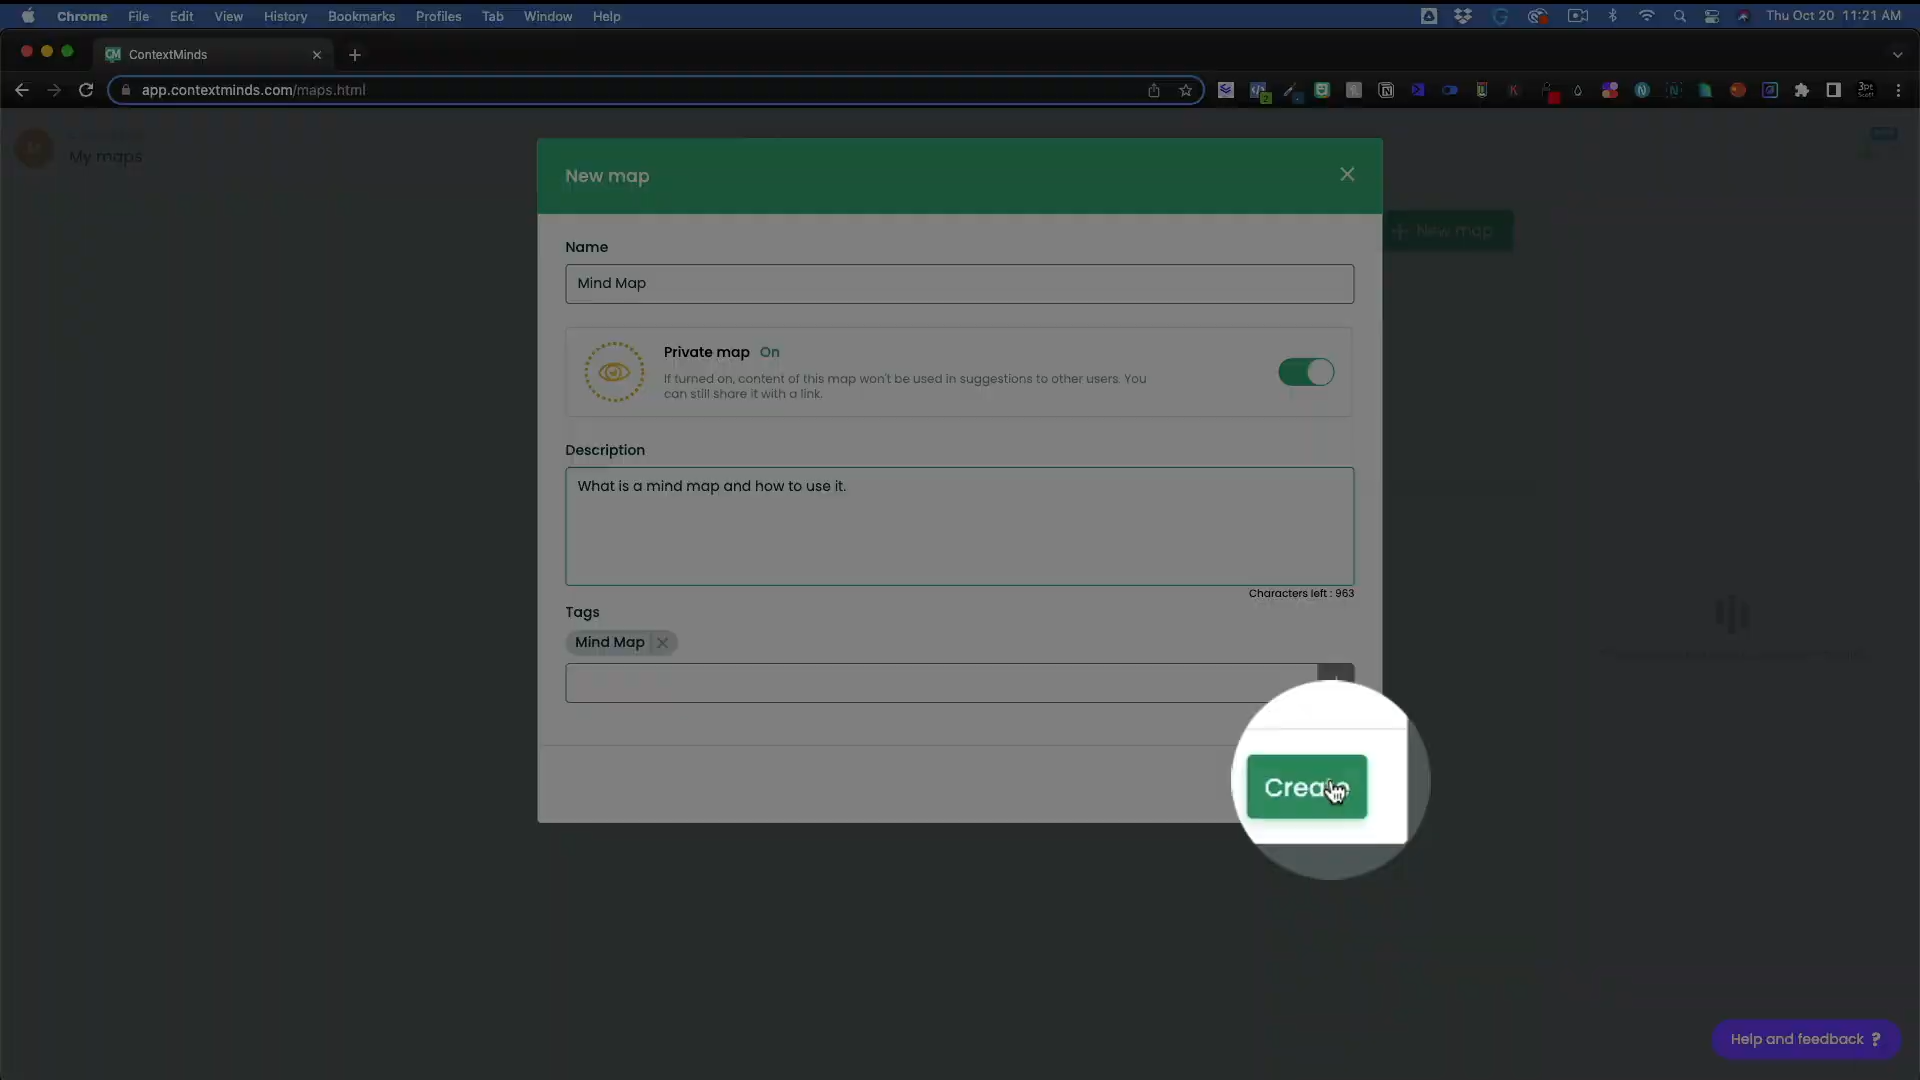 Chrome File Edit View History Bookmarks Profiles Tab Window Help Thu Oct 20 11:21 AM
ContextMinds
app.contextminds.com/maps.html
My maps
New map
+ New map
Name
Mind Map
Private map On
If turned on, content of this map won't be used in suggestions to other users. You
can still share it with a link.
Description
What is a mind map and how to use it.
Characters left : 963
Tags
Mind Map
Create
Help and feedback ?